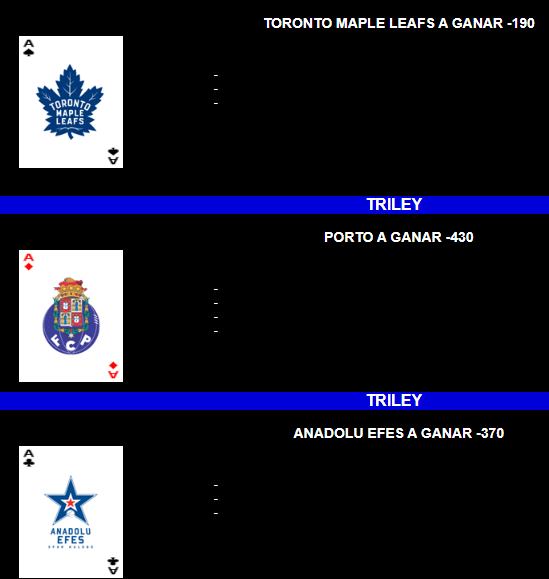 TORONTO MAPLE LEAFS A GANAR -190
A
TORONTO
MAPLE
LEAFS
-
-
-
A
TRILEY
PORTO A GANAR -430
A
FCP
-
-
-
-
A
TRILEY
ANADOLU EFES A GANAR -370
A
-
-
-
ANADOLU
EFES
A